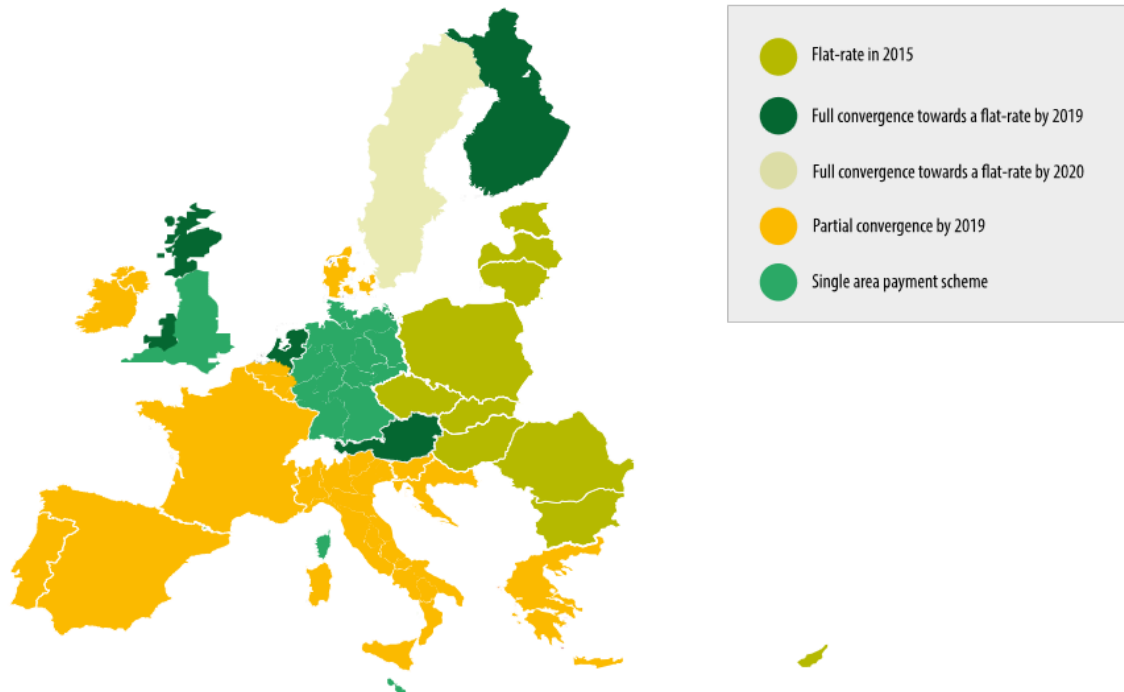 Flat-rate in 2015
Full convergence towards a flat-rate by 2019
Full convergence towards a flat-rate by 2020
Partial convergence by 2019
Single area payment scheme